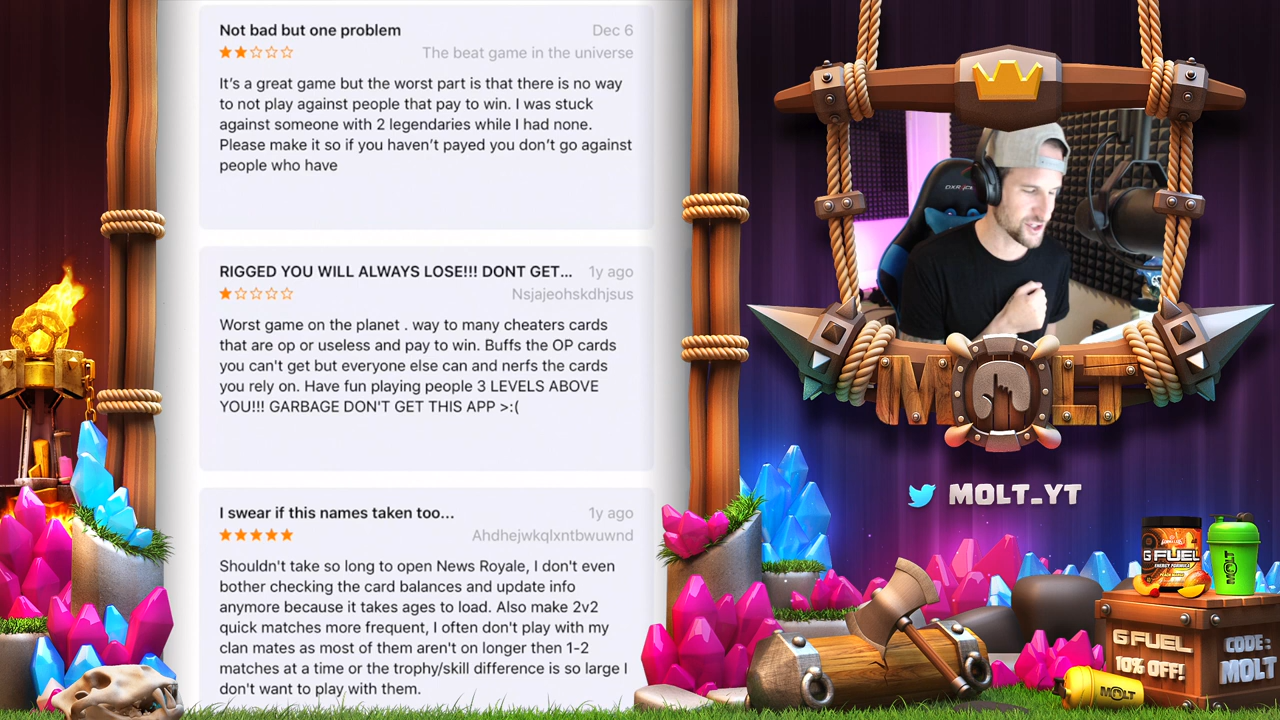 Not bad but one problem
Dec 6
The beat game in the universe
It's a great game but the worst part is that there is no way
to not play against people that pay to win. I was stuck
against someone with 2 legendaries while I had none.
Please make it so if you haven't payed you don't go against
people who have
RIGGED YOU WILL ALWAYS LOSE!!! DONT GET...
1y ago
Nsjajeohskdhjsus
Worst game on the planet . way to many cheaters cards
that are op or useless and pay to win. Buffs the OP cards
you can't get but everyone else can and nerfs the cards
you rely on. Have fun playing people 3 LEVELS ABOVE
YOU!!! GARBAGE DON'T GET THIS APP >:(
I swear if this names taken too...
1y ago
Ahdhejwkqlxntbwuwnd
Shouldn't take so long to open News Royale, I don't even
bother checking the card balances and update info
anymore because it takes ages to load. Also make 2v2
quick matches more frequent, I often don't play with my
clan mates as most of them aren't on longer then 1-2
matches at a time or the trophy/skill difference is so large I
don't want to play with them.
DXRACER
MOLT
MOLT_YT
G FUEL
ENERGY FORMULA
MOLT
G FUEL
10% OFF!
CODE:
MOLT
MOLT